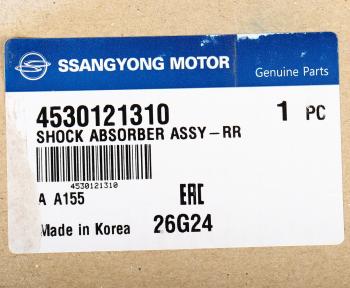 SSANGYONG MOTOR
Genuine Parts
4530121310 1 PC
SHOCK ABSORBER ASSY-RR
4530121310
A A155 EAC
Made in Korea 26G24